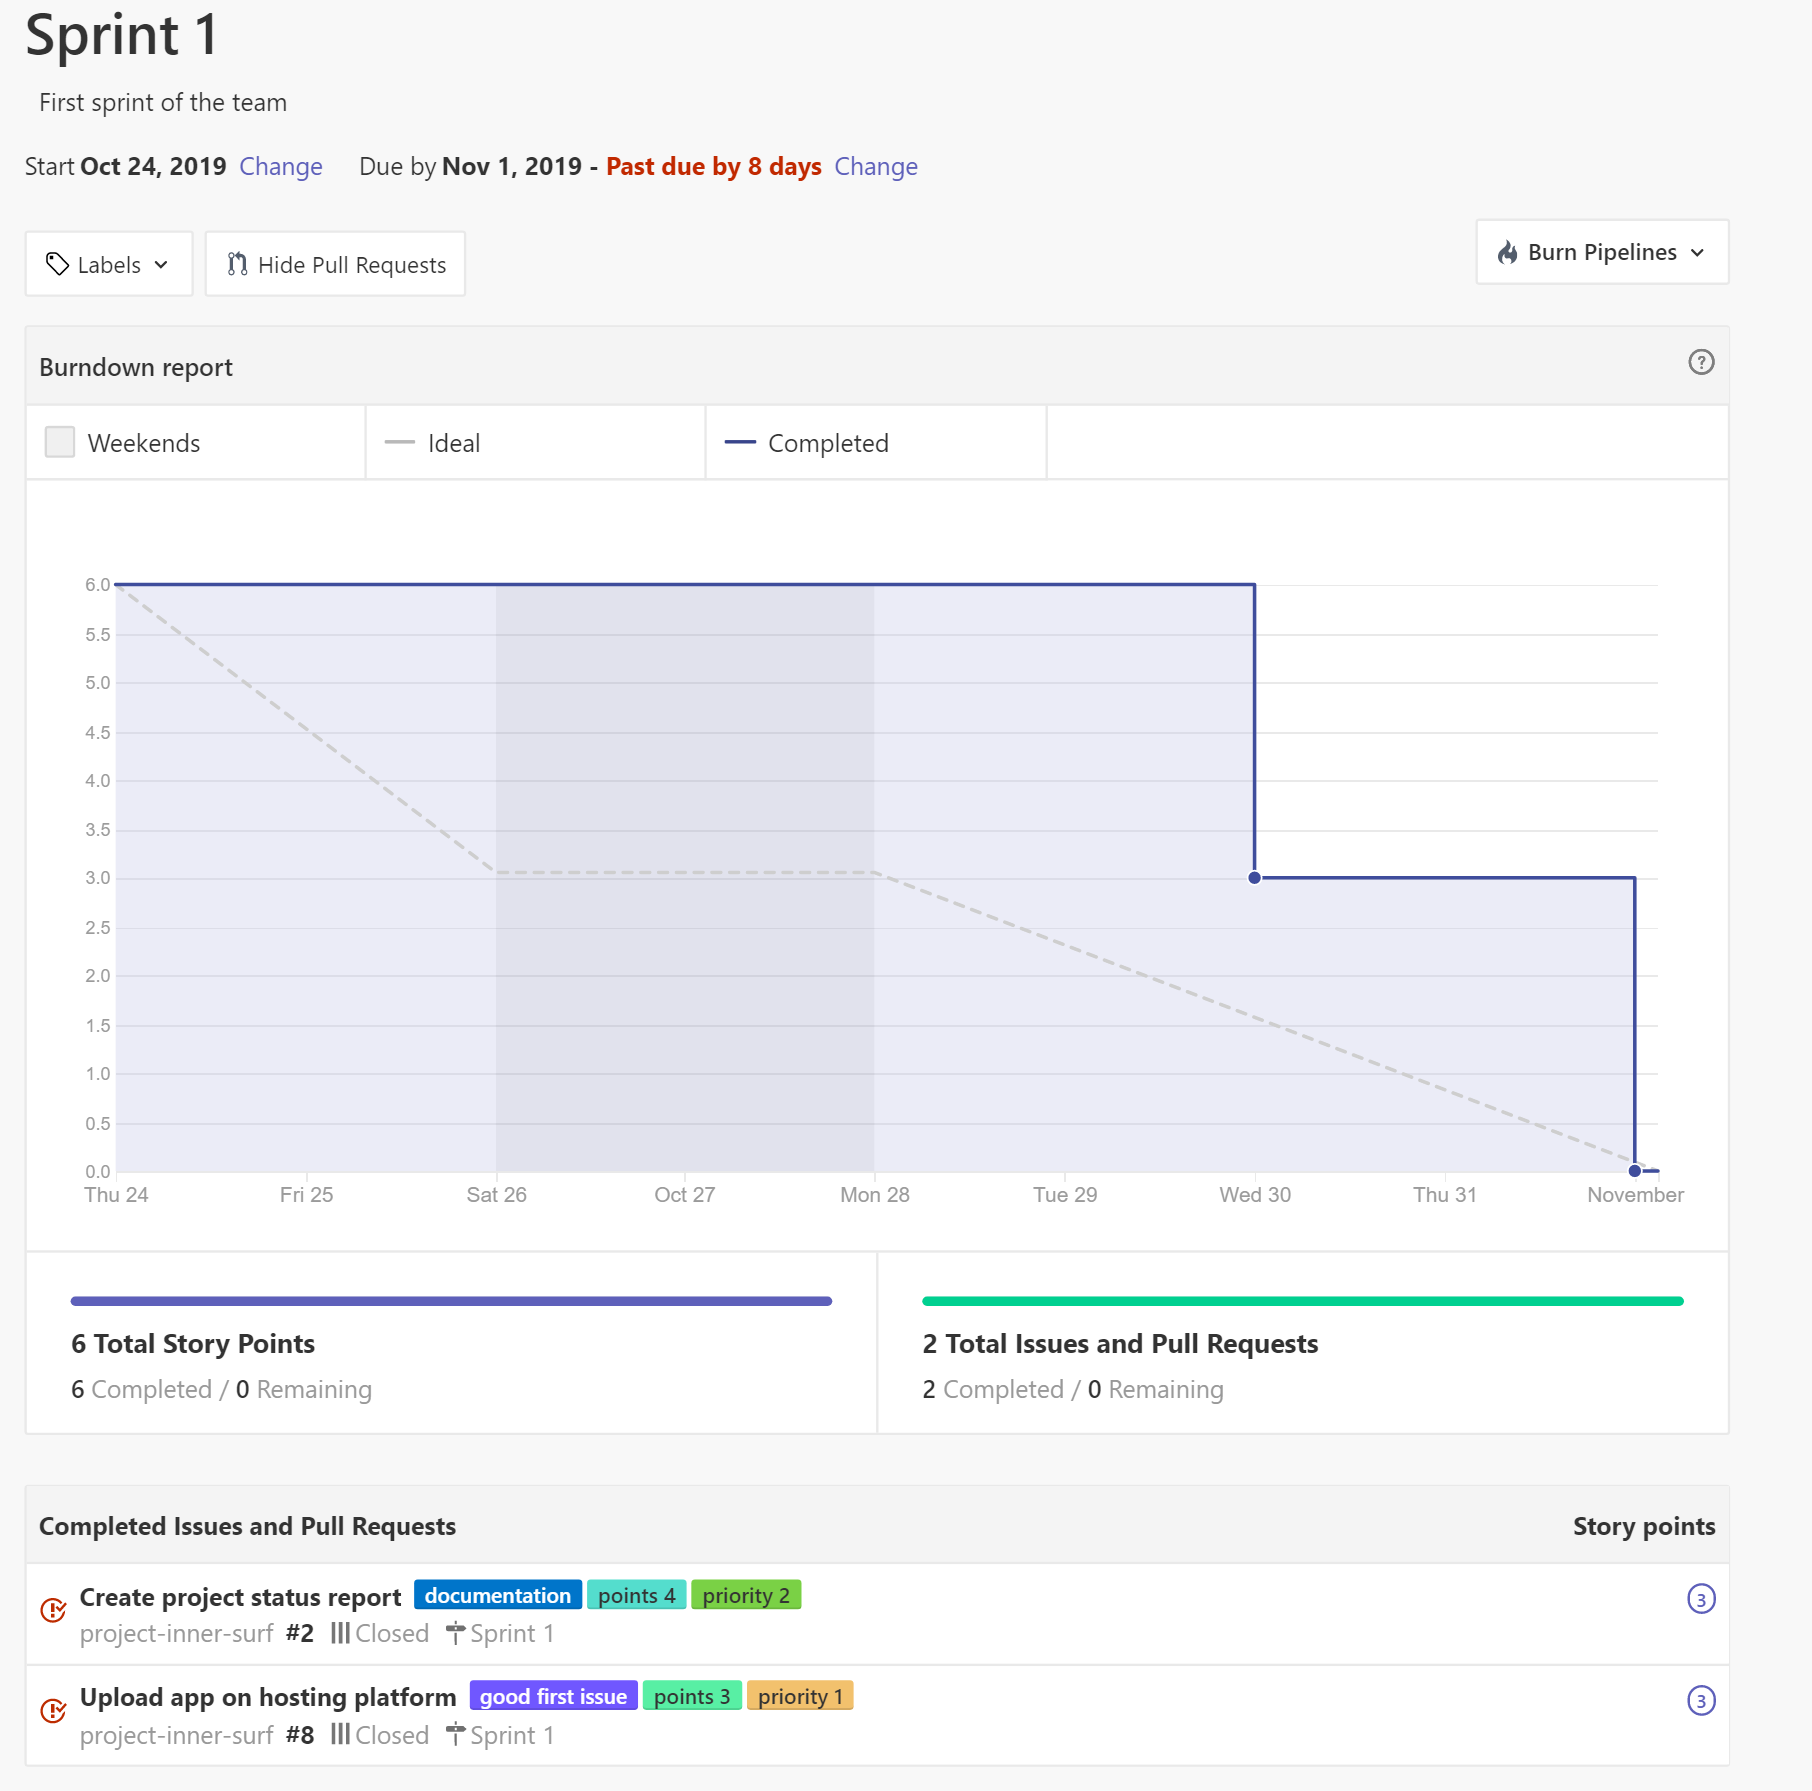 Sprint 1
First sprint of the team
Start Oct 24, 2019 Change Due by Nov 1, 2019 - Past due by 8 days Change
Labels Hide Pull Requests Burn Pipelines
Burndown report ?
Weekends Ideal Completed
6.0
5.5
5.0
4.5
4.0
3.5
3.0
2.5
2.0
1.5
1.0
0.5
0.0
Thu 24 Fri 25 Sat 26 Oct 27 Mon 28 Tue 29 Wed 30 Thu 31 November
6 Total Story Points
6 Completed / 0 Remaining
2 Total Issues and Pull Requests
2 Completed / 0 Remaining
Completed Issues and Pull Requests Story points
Create project status report documentation points 4 priority 2 3
project-inner-surf #2 Closed Sprint 1
Upload app on hosting platform good first issue points 3 priority 1 3
project-inner-surf #8 Closed Sprint 1